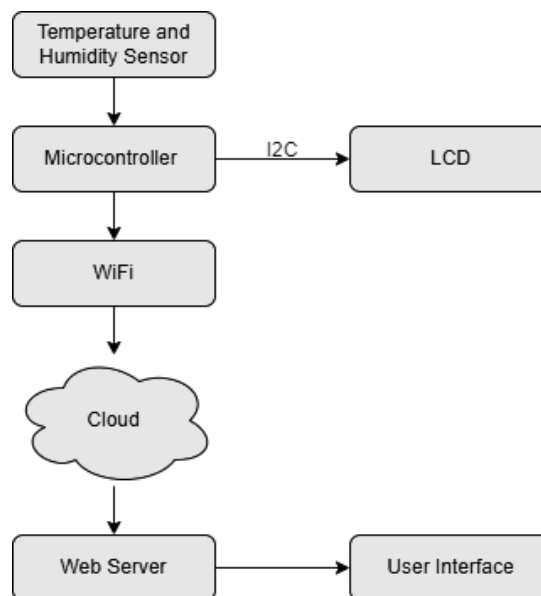 Temperature and
Humidity Sensor
Microcontroller
I2C
LCD
WiFi
Cloud
Web Server
User Interface